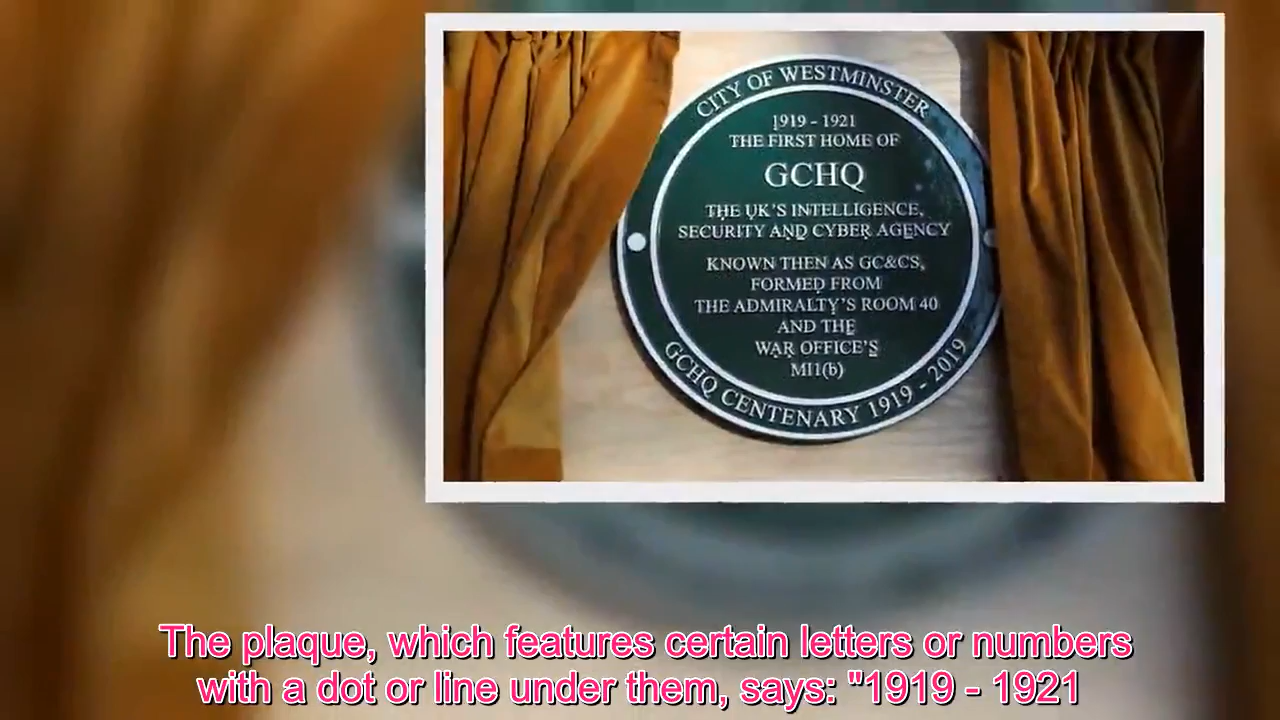 CITY OF WESTMINSTER
1919 - 1921
THE FIRST HOME OF
GCHQ
THE UK'S INTELLIGENCE,
SECURITY AND CYBER AGENCY
KNOWN THEN AS GC&CS,
FORMED FROM
THE ADMIRALTY'S ROOM 40
AND THE
WAR OFFICE'S
MI1(b)
GCHQ CENTENARY 1919 - 2019
The plaque, which features certain letters or numbers
with a dot or line under them, says: "1919 - 1921